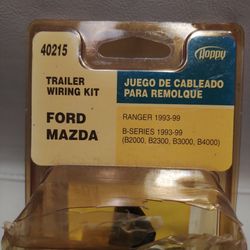 40215
Hoppy
TRAILER
WIRING KIT
JUEGO DE CABLEADO
PARA REMOLQUE
FORD
MAZDA
RANGER 1993-99
B-SERIES 1993-99
(B2000, B2300, B3000, B4000)